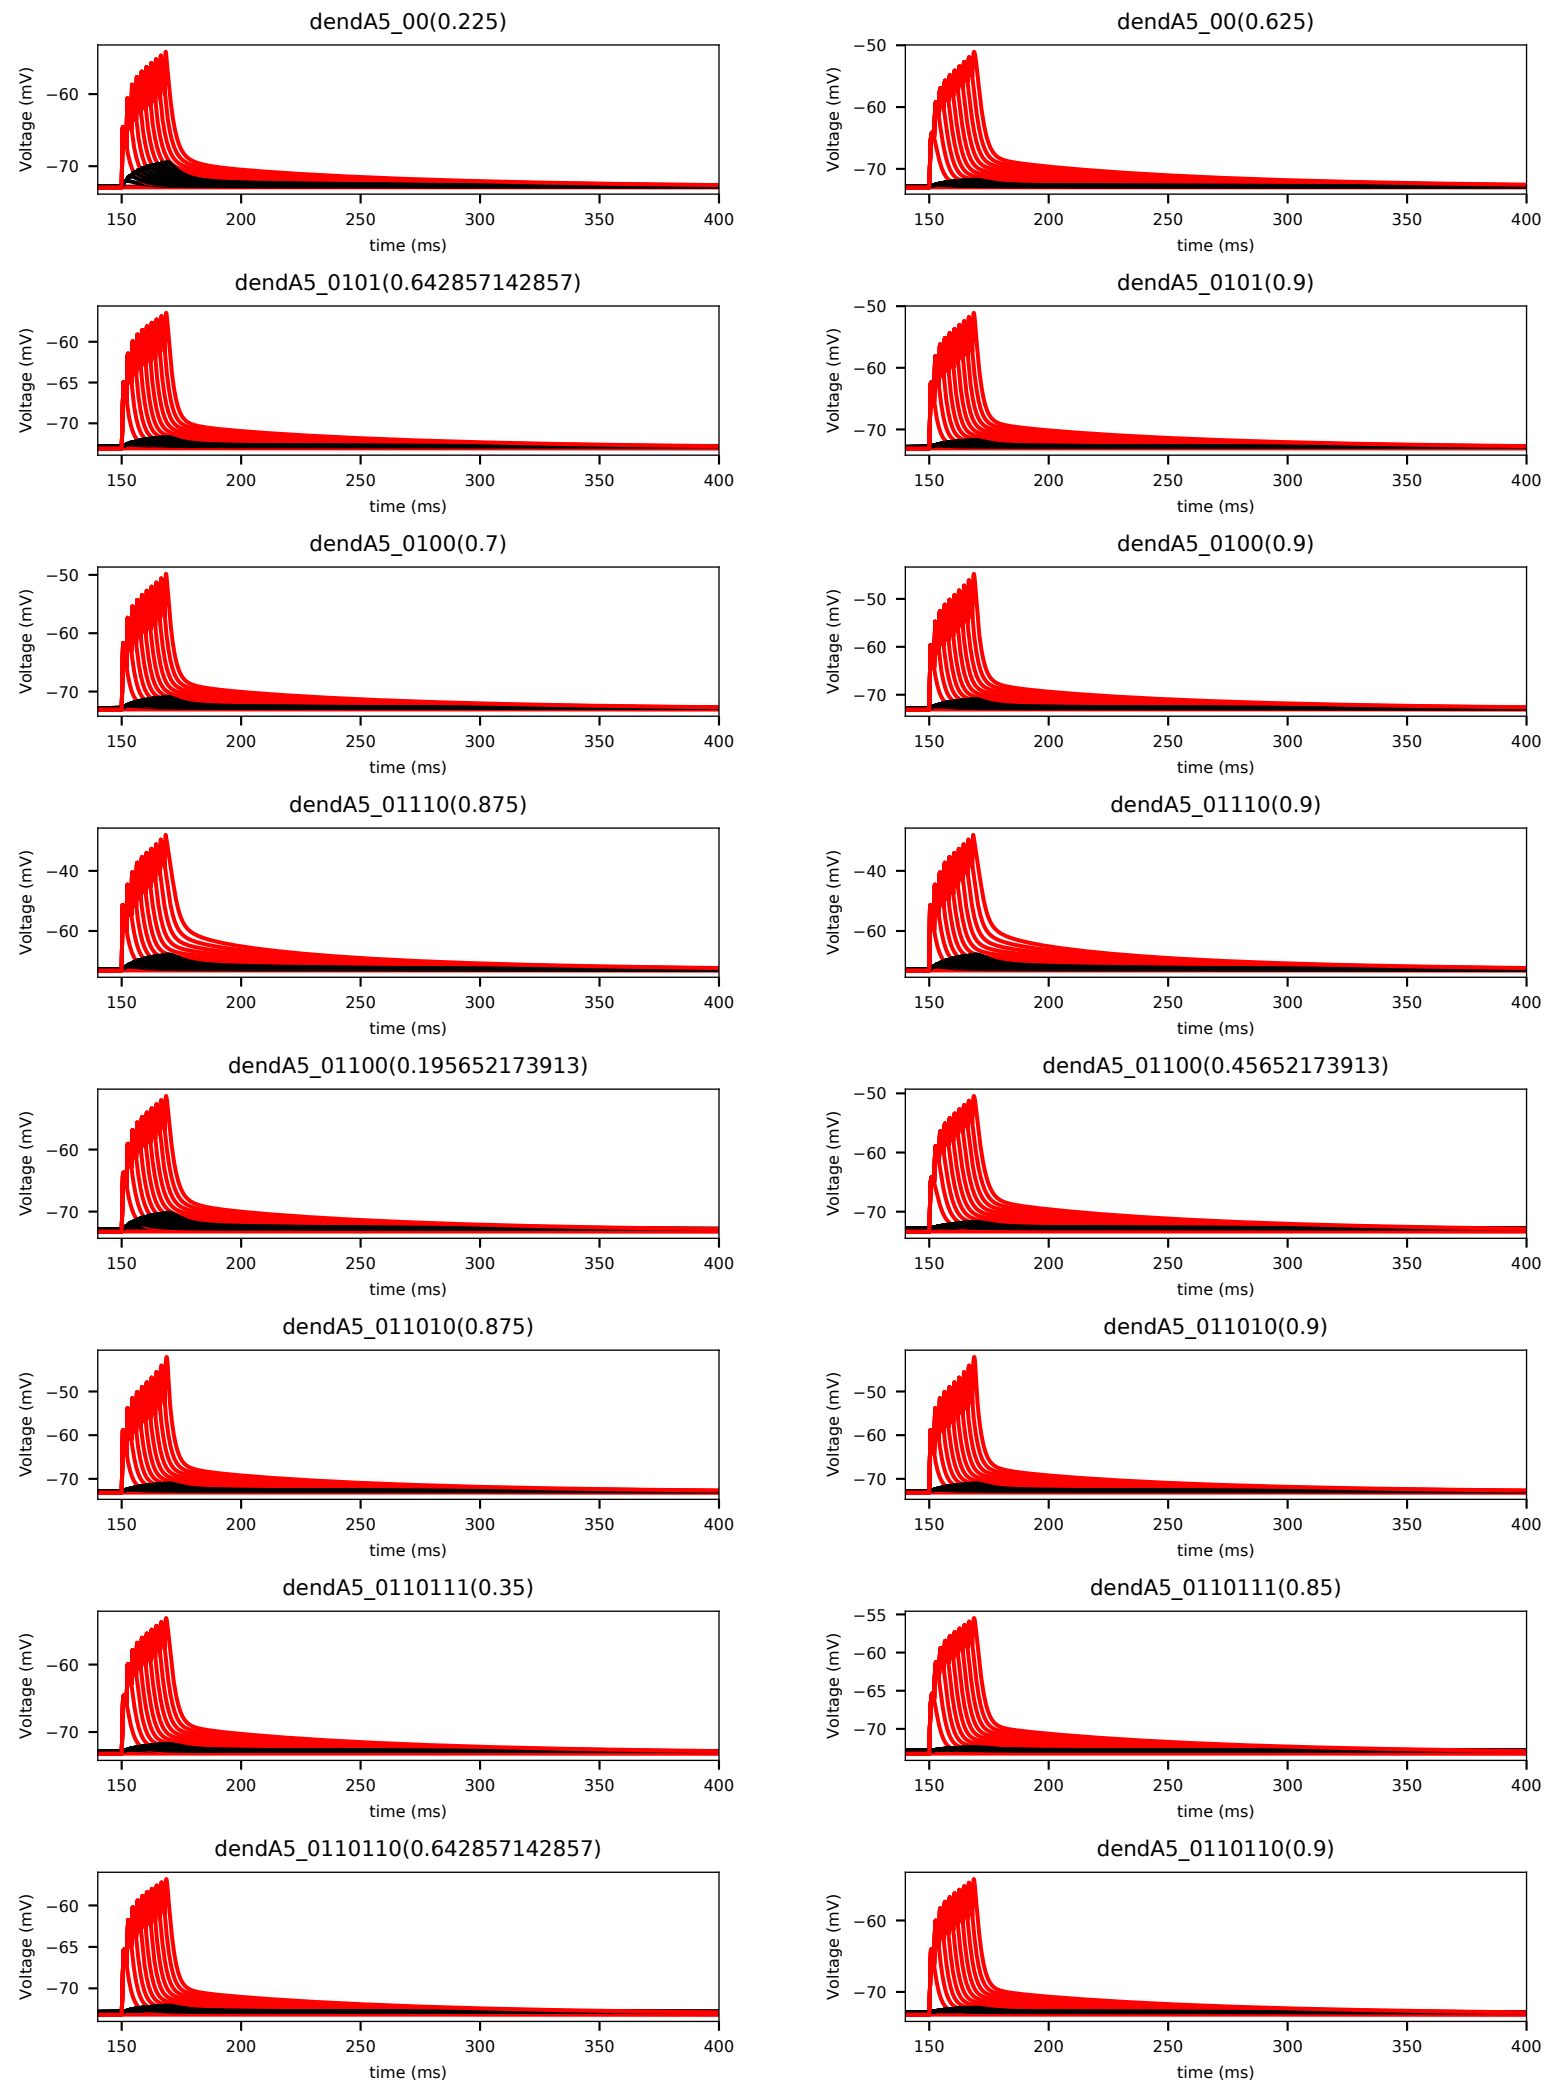 dendA5_00(0.225)
Voltage (mV)
−60
−70
150 200 250 300 350 400
time (ms)
dendA5_00(0.625)
Voltage (mV)
−50
−60
−70
150 200 250 300 350 400
time (ms)
dendA5_0101(0.642857142857)
Voltage (mV)
−60
−65
−70
150 200 250 300 350 400
time (ms)
dendA5_0101(0.9)
Voltage (mV)
−50
−60
−70
150 200 250 300 350 400
time (ms)
dendA5_0100(0.7)
Voltage (mV)
−50
−60
−70
150 200 250 300 350 400
time (ms)
dendA5_0100(0.9)
Voltage (mV)
−50
−60
−70
150 200 250 300 350 400
time (ms)
dendA5_01110(0.875)
Voltage (mV)
−40
−60
150 200 250 300 350 400
time (ms)
dendA5_01110(0.9)
Voltage (mV)
−40
−60
150 200 250 300 350 400
time (ms)
dendA5_01100(0.195652173913)
Voltage (mV)
−60
−70
150 200 250 300 350 400
time (ms)
dendA5_01100(0.45652173913)
Voltage (mV)
−50
−60
−70
150 200 250 300 350 400
time (ms)
dendA5_011010(0.875)
Voltage (mV)
−50
−60
−70
150 200 250 300 350 400
time (ms)
dendA5_011010(0.9)
Voltage (mV)
−50
−60
−70
150 200 250 300 350 400
time (ms)
dendA5_0110111(0.35)
Voltage (mV)
−60
−70
150 200 250 300 350 400
time (ms)
dendA5_0110111(0.85)
Voltage (mV)
−55
−60
−65
−70
150 200 250 300 350 400
time (ms)
dendA5_0110110(0.642857142857)
Voltage (mV)
−60
−65
−70
150 200 250 300 350 400
time (ms)
dendA5_0110110(0.9)
Voltage (mV)
−60
−70
150 200 250 300 350 400
time (ms)